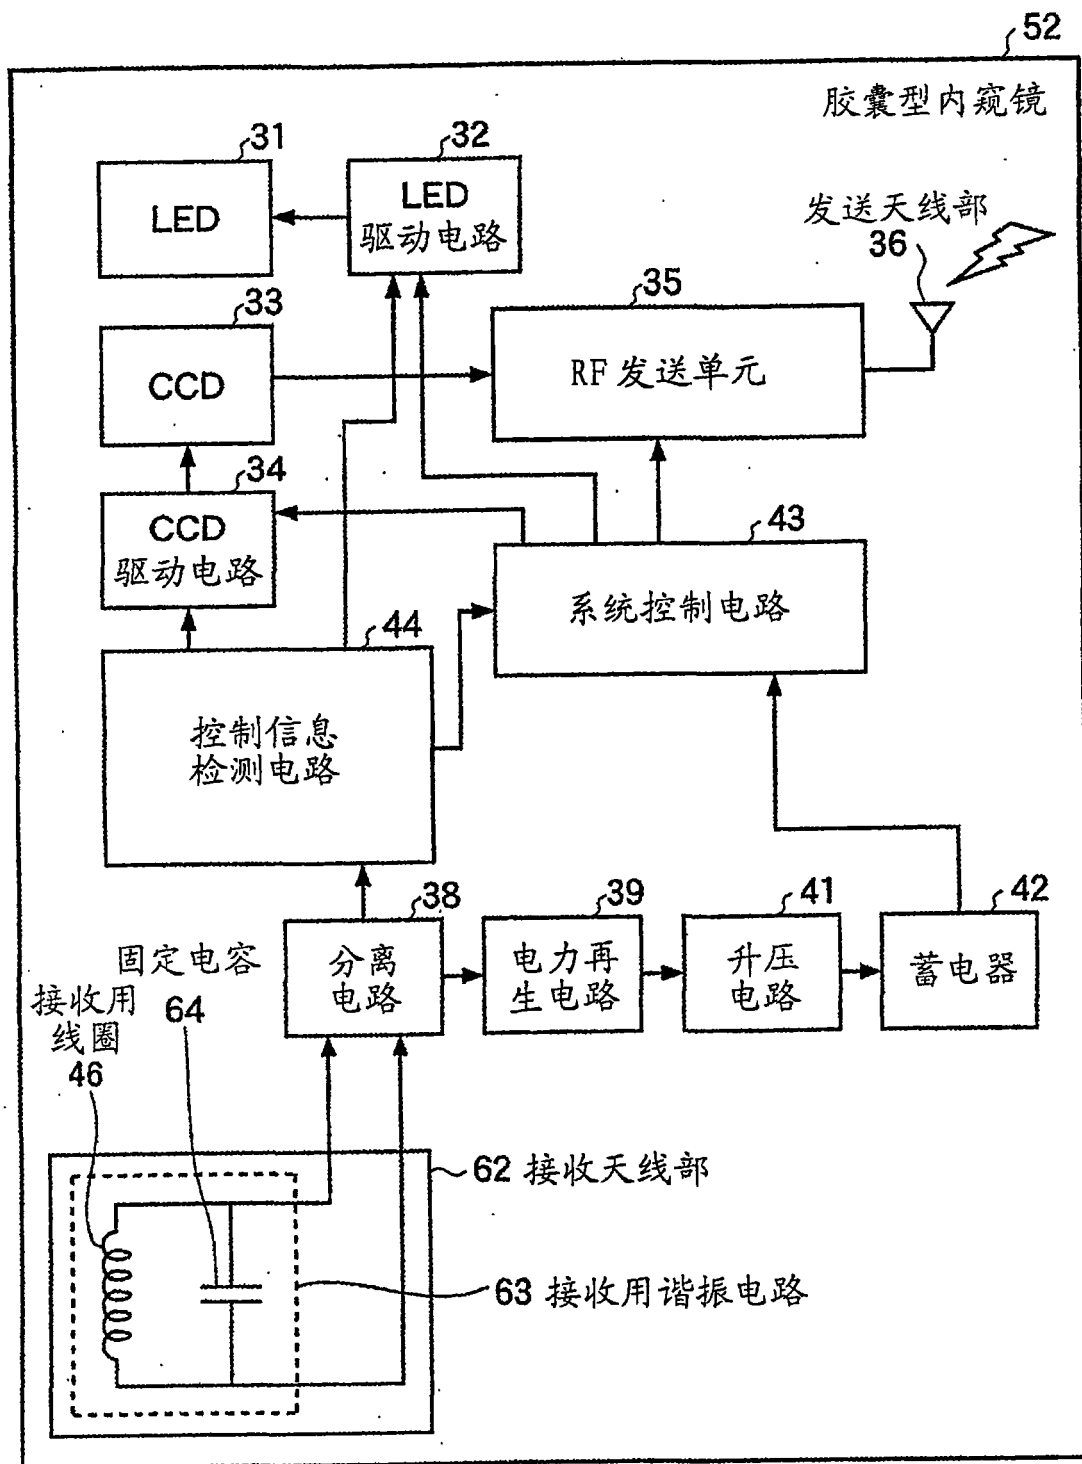 52
胶囊型内窥镜
31
LED
32
LED
驱动电路
发送天线部
36
33
CCD
35
RF 发送单元
34
CCD
驱动电路
43
系统控制电路
44
控制信息
检测电路
38
分离
电路
39
电力再
生电路
41
升压
电路
42
蓄电器
固定电容
64
接收用
线圈
46
62 接收天线部
63 接收用谐振电路